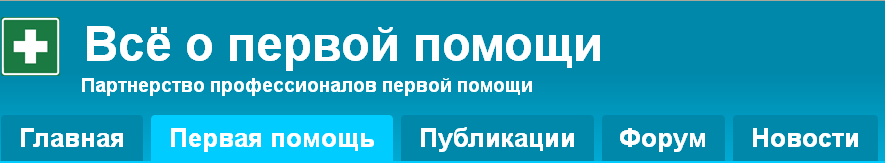 Всё о первой помощи
Партнерство профессионалов первой помощи
Главная Первая помощь Публикации Форум Новости